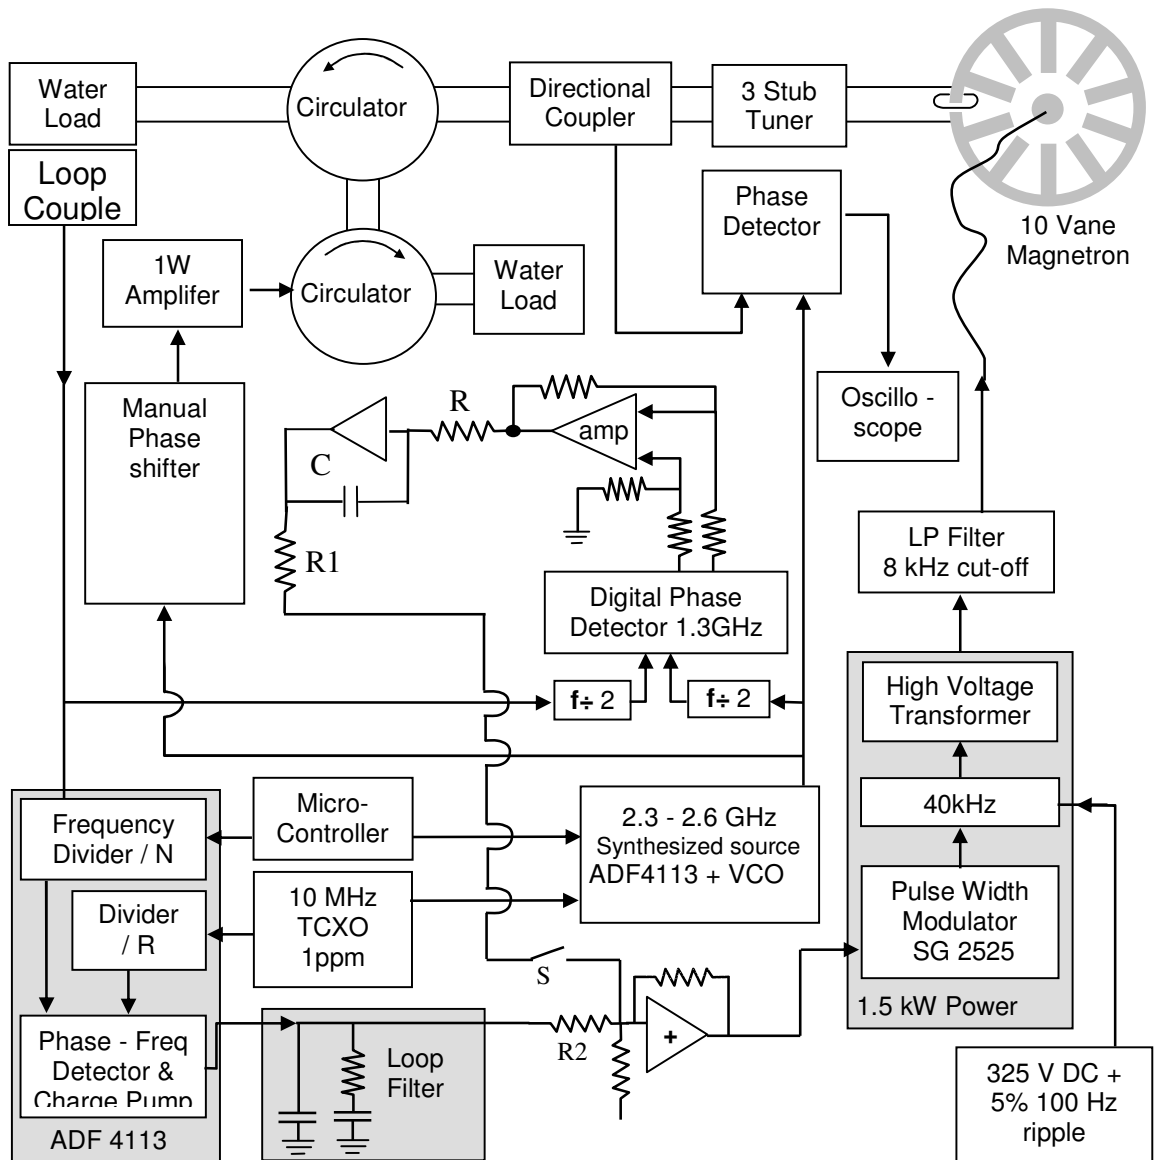 Water
Load
Circulator
Directional
Coupler
3 Stub
Tuner
10 Vane
Magnetron
Loop
Couple
1W
Amplifer
Circulator
Water
Load
Phase
Detector
Oscillo -
scope
Manual
Phase
shifter
R
amp
C
R1
LP Filter
8 kHz cut-off
Digital Phase
Detector 1.3GHz
f÷ 2
f÷ 2
High Voltage
Transformer
40kHz
Pulse Width
Modulator
SG 2525
1.5 kW Power
Frequency
Divider / N
Micro-
Controller
2.3 - 2.6 GHz
Synthesized source
ADF4113 + VCO
Divider
/ R
10 MHz
TCXO
1ppm
S
Phase - Freq
Detector &
Charge Pump
ADF 4113
Loop
Filter
R2
+
325 V DC +
5% 100 Hz
ripple